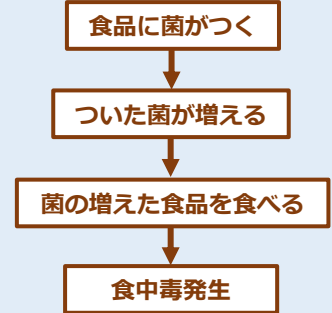 食品に菌がつく
ついた菌が増える
菌の増えた食品を食べる
食中毒発生